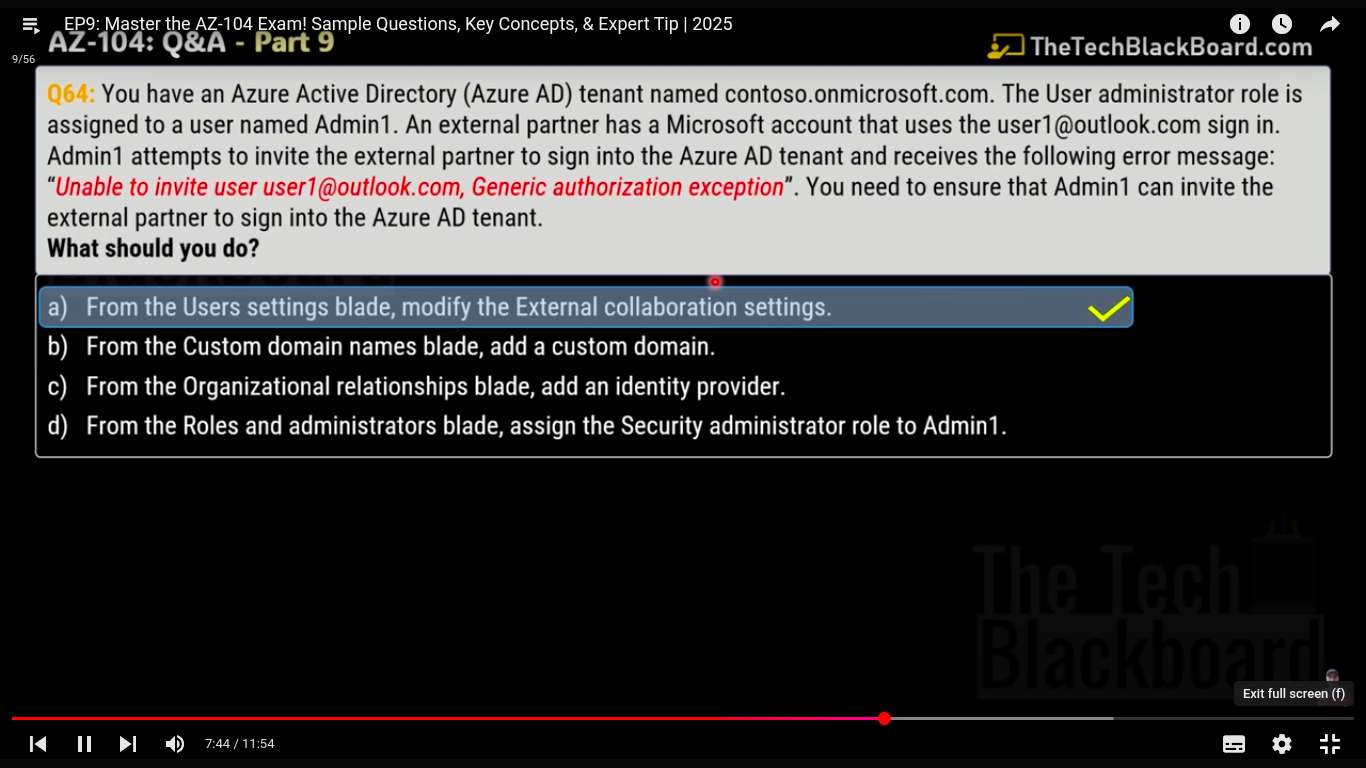 EP9: Master the AZ-104 Exam! Sample Questions, Key Concepts, & Expert Tip | 2025
AZ-104: Q&A - Part 9
TheTechBlackBoard.com
9/56
Q64: You have an Azure Active Directory (Azure AD) tenant named contoso.onmicrosoft.com. The User administrator role is
assigned to a user named Admin1. An external partner has a Microsoft account that uses the user1@outlook.com sign in.
Admin1 attempts to invite the external partner to sign into the Azure AD tenant and receives the following error message:
“Unable to invite user user1@outlook.com, Generic authorization exception”. You need to ensure that Admin1 can invite the
external partner to sign into the Azure AD tenant.
What should you do?
a) From the Users settings blade, modify the External collaboration settings.
b) From the Custom domain names blade, add a custom domain.
c) From the Organizational relationships blade, add an identity provider.
d) From the Roles and administrators blade, assign the Security administrator role to Admin1.
The Tech
Blackboard
Exit full screen (f)
7:44 / 11:54